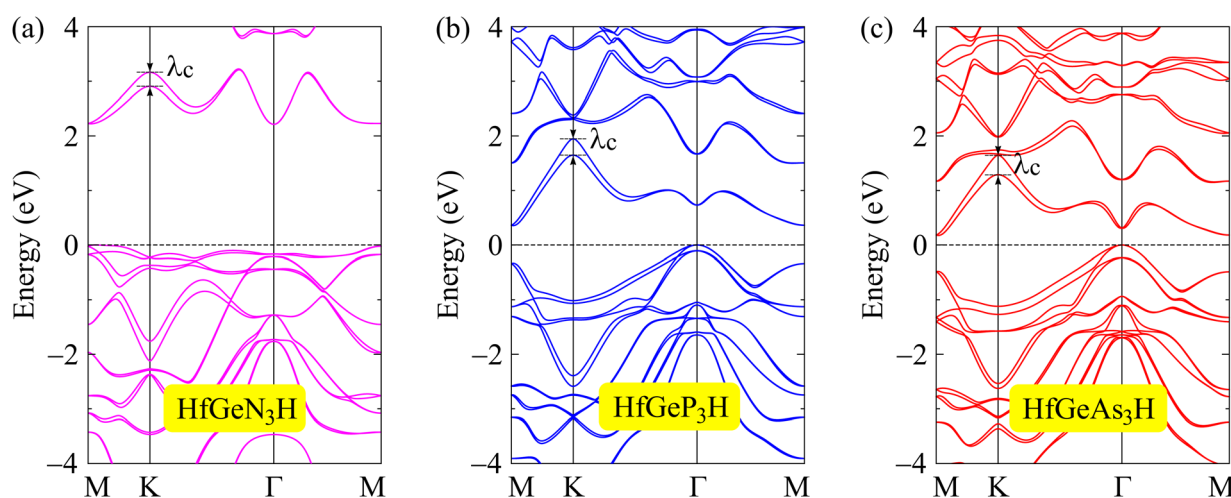 (a)
Energy (eV)
4
2
0
−2
−4
λc
HfGeN₃H
M K Γ M
(b)
Energy (eV)
4
2
0
−2
−4
λc
HfGeP₃H
M K Γ M
(c)
Energy (eV)
4
2
0
−2
−4
λc
HfGeAs₃H
M K Γ M